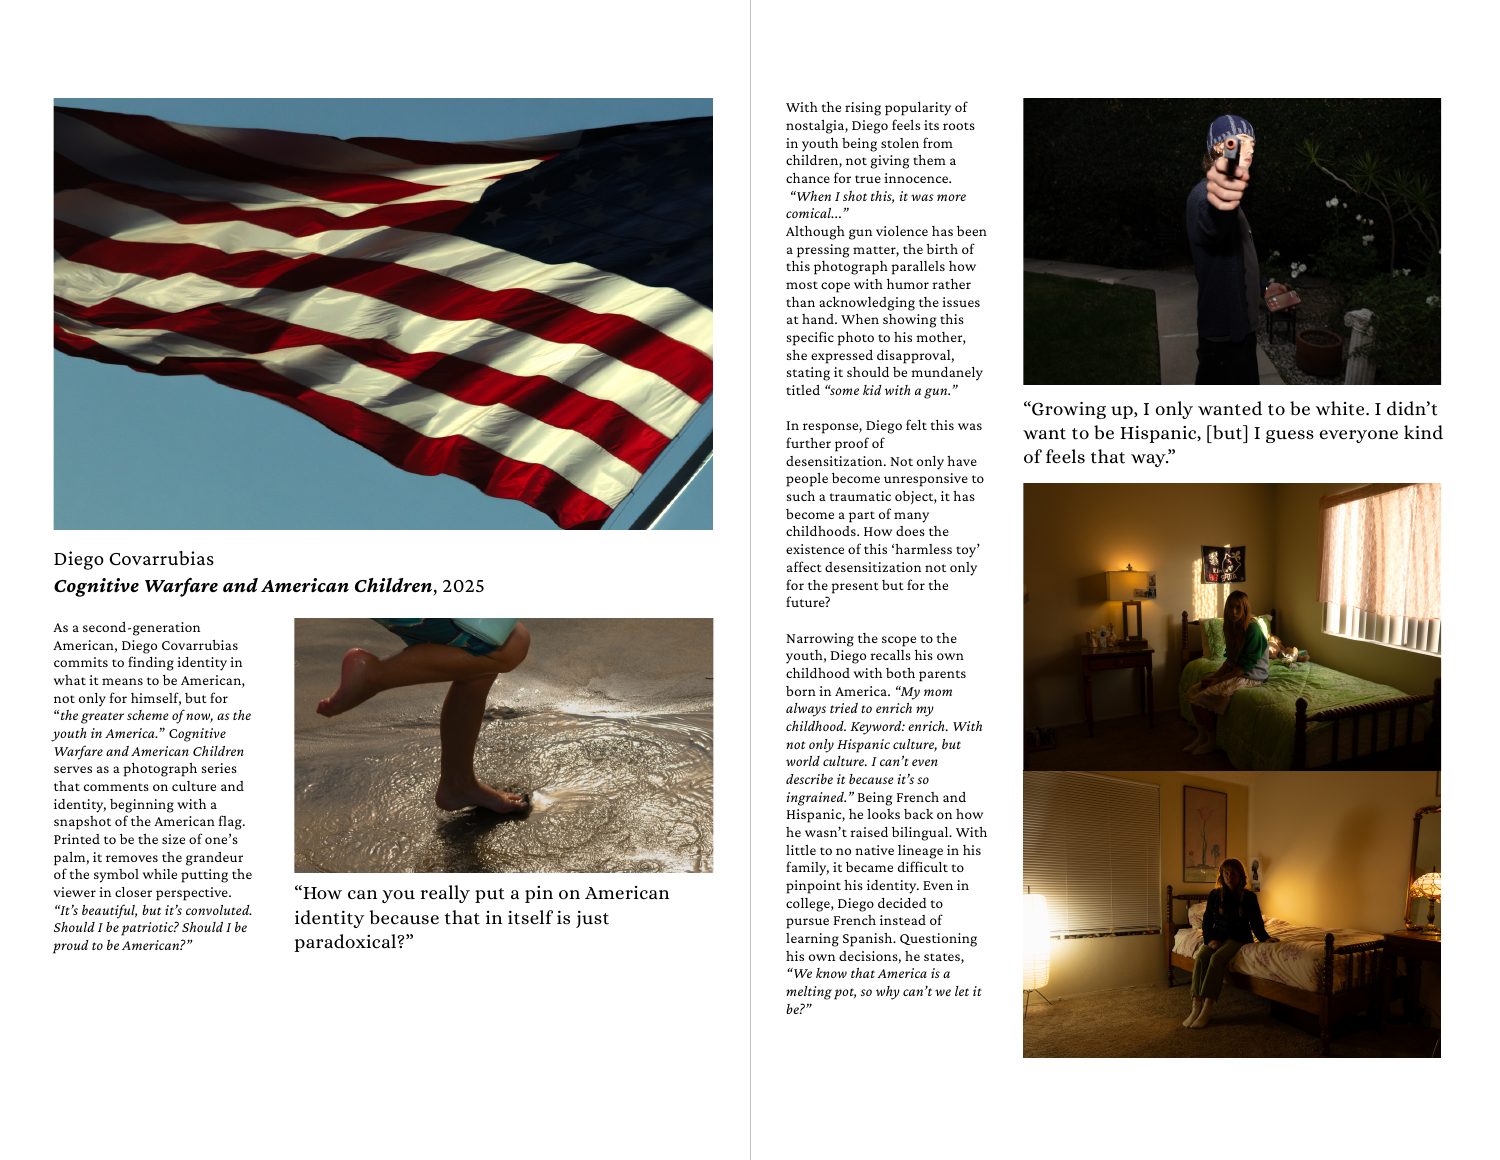 Diego Covarrubias
Cognitive Warfare and American Children, 2025
As a second-generation
American, Diego Covarrubias
commits to finding identity in
what it means to be American,
not only for himself, but for
“the greater scheme of now, as the
youth in America.” Cognitive
Warfare and American Children
serves as a photograph series
that comments on culture and
identity, beginning with a
snapshot of the American flag.
Printed to be the size of one’s
palm, it removes the grandeur
of the symbol while putting the
viewer in closer perspective.
“It’s beautiful, but it’s convoluted.
Should I be patriotic? Should I be
proud to be American?”
“How can you really put a pin on American
identity because that in itself is just
paradoxical?”
With the rising popularity of
nostalgia, Diego feels its roots
in youth being stolen from
children, not giving them a
chance for true innocence.
“When I shot this, it was more
comical...”
Although gun violence has been
a pressing matter, the birth of
this photograph parallels how
most cope with humor rather
than acknowledging the issues
at hand. When showing this
specific photo to his mother,
she expressed disapproval,
stating it should be mundanely
titled “some kid with a gun.”
In response, Diego felt this was
further proof of
desensitization. Not only have
people become unresponsive to
such a traumatic object, it has
become a part of many
childhoods. How does the
existence of this ‘harmless toy’
affect desensitization not only
for the present but for the
future?
Narrowing the scope to the
youth, Diego recalls his own
childhood with both parents
born in America. “My mom
always tried to enrich my
childhood. Keyword: enrich. With
not only Hispanic culture, but
world culture. I can’t even
describe it because it’s so
ingrained.” Being French and
Hispanic, he looks back on how
he wasn’t raised bilingual. With
little to no native lineage in his
family, it became difficult to
pinpoint his identity. Even in
college, Diego decided to
pursue French instead of
learning Spanish. Questioning
his own decisions, he states,
“We know that America is a
melting pot, so why can’t we let it
be?”
“Growing up, I only wanted to be white. I didn’t
want to be Hispanic, [but] I guess everyone kind
of feels that way.”